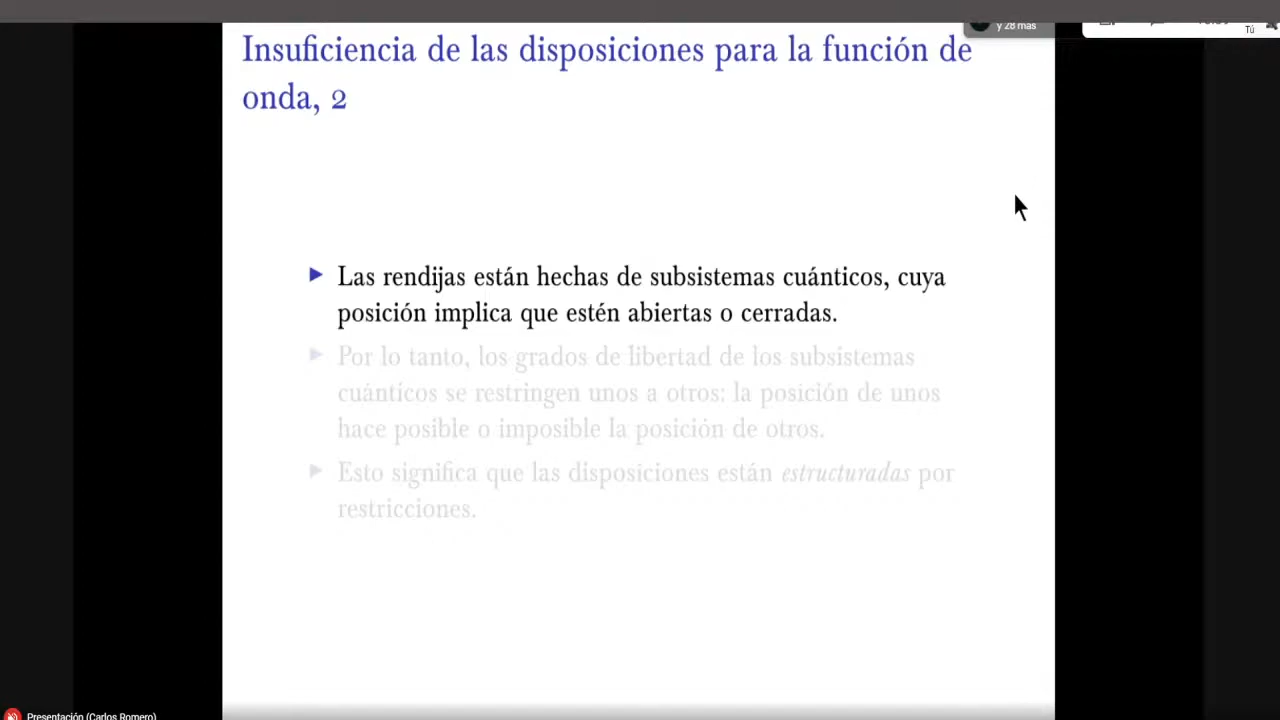 y 28 más
Tú
Insuficiencia de las disposiciones para la función de
onda, 2
Las rendijas están hechas de subsistemas cuánticos, cuya
posición implica que estén abiertas o cerradas.
Por lo tanto, los grados de libertad de los subsistemas
cuánticos se restringen unos a otros: la posición de unos
hace posible o imposible la posición de otros.
Esto significa que las disposiciones están estructuradas por
restricciones.
Presentación (Carlos Romero)